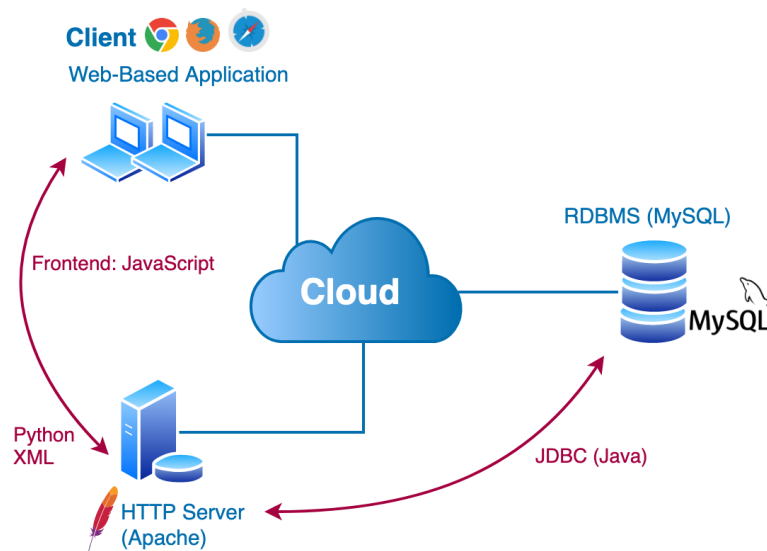 Client
Web-Based Application
RDBMS (MySQL)
Frontend: JavaScript
Cloud
MySQL
Python
XML
JDBC (Java)
HTTP Server
(Apache)